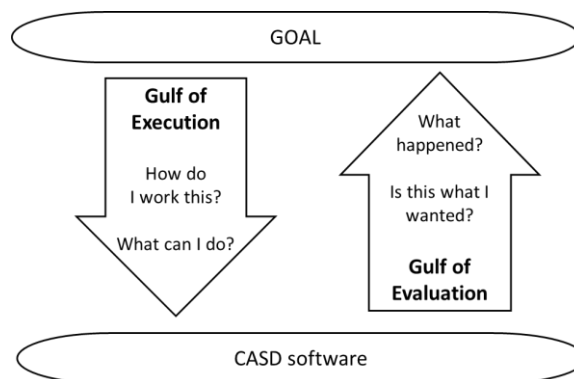 GOAL
Gulf of
Execution
How do
I work this?
What can I do?
What
happened?
Is this what I
wanted?
Gulf of
Evaluation
CASD software